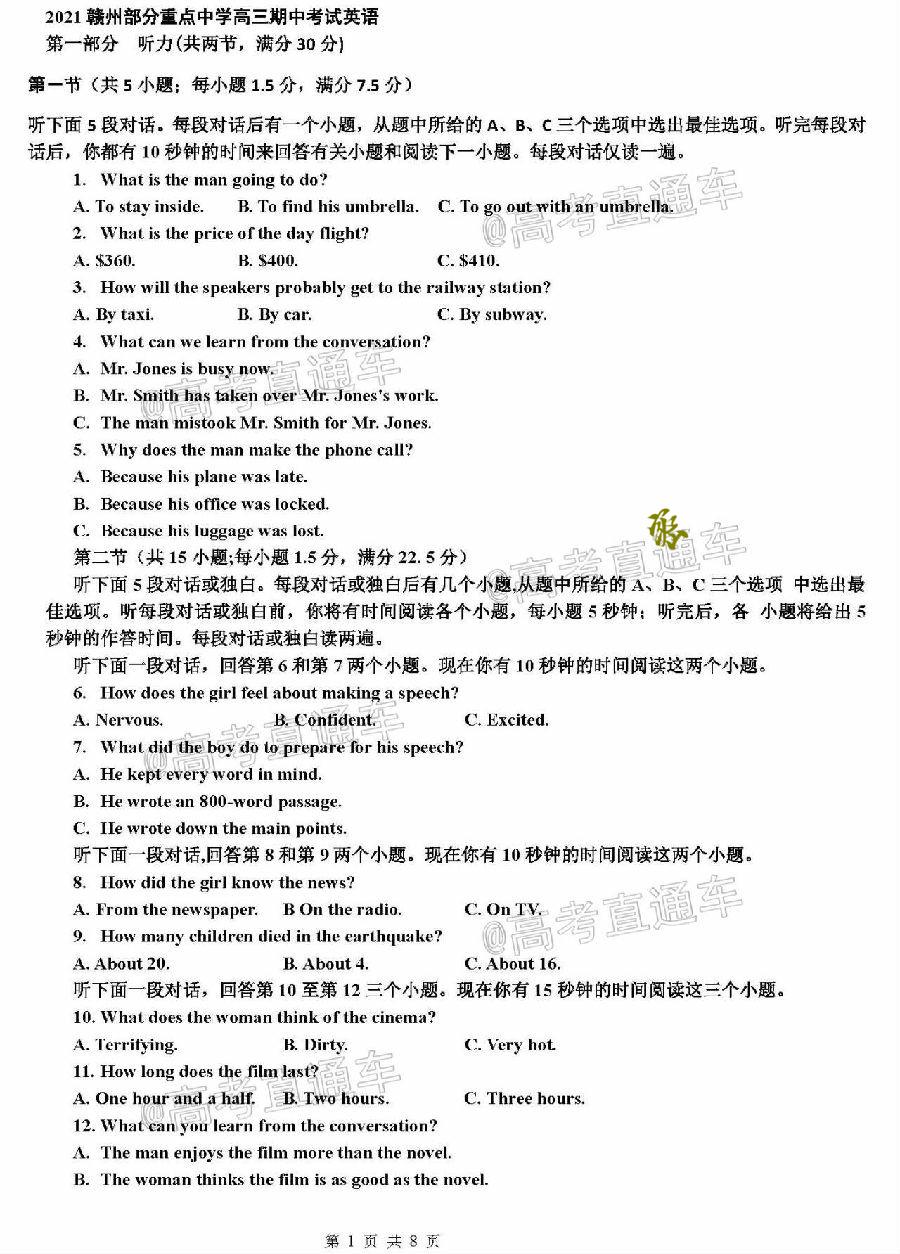 2021 赣州部分重点中学高三期中考试英语
第一部分 听力(共两节，满分 30 分)
第一节（共 5 小题；每小题 1.5 分，满分 7.5 分）
听下面 5 段对话。每段对话后有一个小题，从题中所给的 A、B、C 三个选项中选出最佳选项。听完每段对
话后，你都有 10 秒钟的时间来回答有关小题和阅读下一小题。每段对话仅读一遍。
1. What is the man going to do?
A. To stay inside. B. To find his umbrella. C. To go out with an umbrella.
@高考直通车
2. What is the price of the day flight?
A. $360. B. $400. C. $410.
3. How will the speakers probably get to the railway station?
A. By taxi. B. By car. C. By subway.
4. What can we learn from the conversation?
A. Mr. Jones is busy now.
@高考直通车
B. Mr. Smith has taken over Mr. Jones's work.
C. The man mistook Mr. Smith for Mr. Jones.
5. Why does the man make the phone call?
A. Because his plane was late.
B. Because his office was locked.
C. Because his luggage was lost.
第二节（共 15 小题;每小题 1.5 分，满分 22. 5 分）
@高考直通车
听下面 5 段对话或独白。每段对话或独白后有几个小题,从题中所给的 A、B、C 三个选项 中选出最
佳选项。听每段对话或独白前，你将有时间阅读各个小题，每小题 5 秒钟；听完后，各 小题将给出 5
秒钟的作答时间。每段对话或独白读两遍。
听下面一段对话，回答第 6 和第 7 两个小题。现在你有 10 秒钟的时间阅读这两个小题。
6. How does the girl feel about making a speech?
A. Nervous. B. Confident. C. Excited.
@高考直通车
7. What did the boy do to prepare for his speech?
A. He kept every word in mind.
B. He wrote an 800-word passage.
C. He wrote down the main points.
听下面一段对话,回答第 8 和第 9 两个小题。现在你有 10 秒钟的时间阅读这两个小题。
8. How did the girl know the news?
A. From the newspaper. B On the radio. C. On TV.
@高考直通车
9. How many children died in the earthquake?
A. About 20. B. About 4. C. About 16.
听下面一段对话，回答第 10 至第 12 三个小题。现在你有 15 秒钟的时间阅读这三个小题。
10. What does the woman think of the cinema?
A. Terrifying. B. Dirty. C. Very hot.
11. How long does the film last?
@高考直通车
A. One hour and a half. B. Two hours. C. Three hours.
12. What can you learn from the conversation?
A. The man enjoys the film more than the novel.
B. The woman thinks the film is as good as the novel.
第 1 页 共 8 页